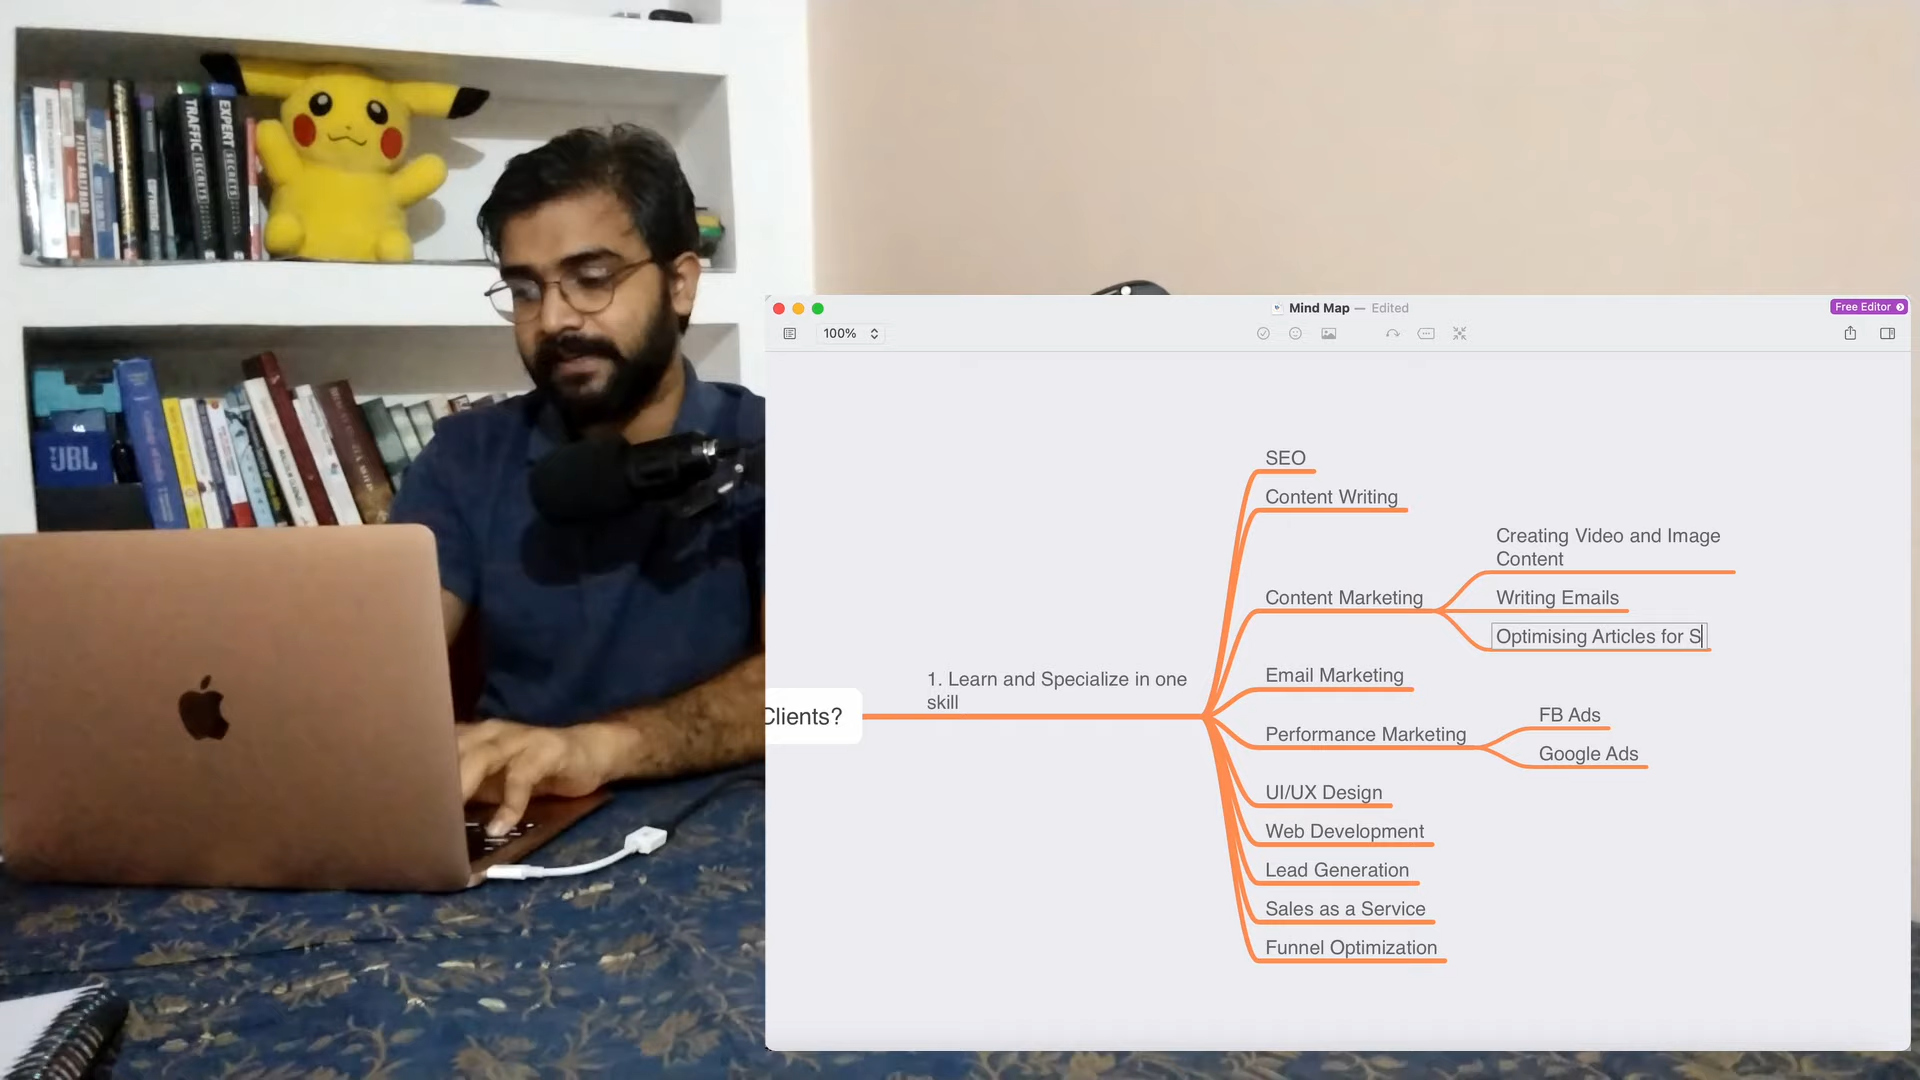 TRAFFIC SECRETS
EXPERT SECRETS
JBL
Mind Map — Edited
Free Editor
100%
SEO
Content Writing
Creating Video and Image
Content
Content Marketing
Writing Emails
Optimising Articles for S
1. Learn and Specialize in one
skill
Email Marketing
Clients?
FB Ads
Performance Marketing
Google Ads
UI/UX Design
Web Development
Lead Generation
Sales as a Service
Funnel Optimization